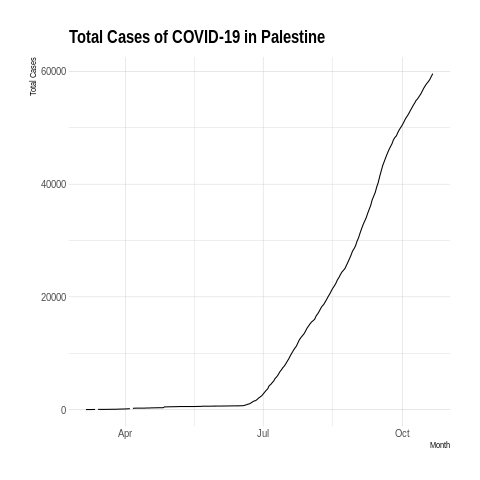 Total Cases of COVID-19 in Palestine
Total Cases
60000
40000
20000
0
Apr Jul Oct
Month